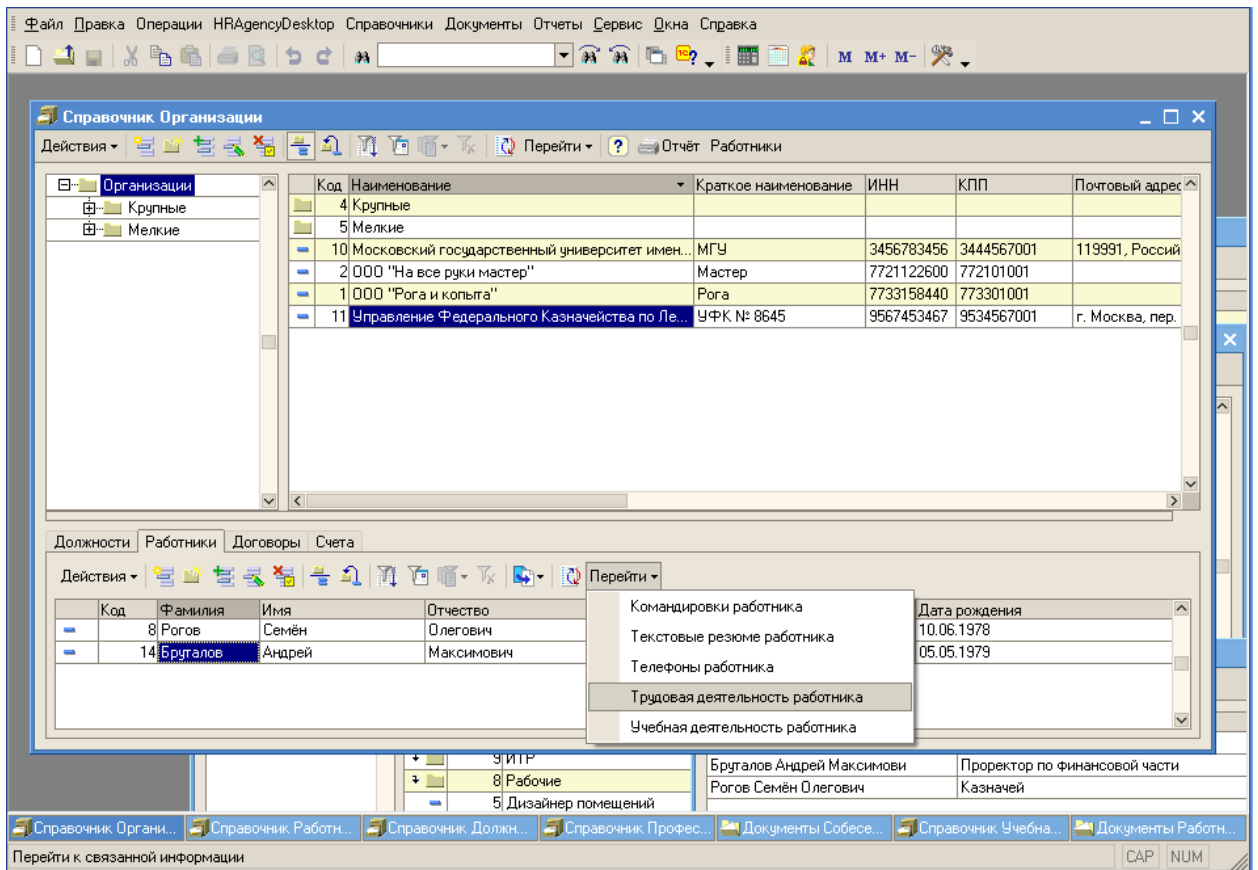 Файл Правка Операции HRAgencyDesktop Справочники Документы Отчеты Сервис Окна Справка
M M+ M-
Справочник Организации
Действия Перейти Отчёт Работники
Организации
Крупные
Мелкие
Код Наименование Краткое наименование ИНН КПП Почтовый адрес
4 Крупные
5 Мелкие
10 Московский государственный университет имен... МГУ 3456783456 3444567001 119991, Россий
2 ООО "На все руки мастер" Мастер 7721122600 772101001
1 ООО "Рога и копыта" Рога 7733158440 773301001
11 Управление Федерального Казначейства по Ле... УФК № 8645 9567453467 9534567001 г. Москва, пер.
Должности Работники Договоры Счета
Действия Перейти
Код Фамилия Имя Отчество Дата рождения
8 Рогов Семён Олегович 10.06.1978
14 Бруталов Андрей Максимович 05.05.1979
Командировки работника
Текстовые резюме работника
Телефоны работника
Трудовая деятельность работника
Учебная деятельность работника
9 ИТР
8 Рабочие
5 Дизайнер помещений
Бруталов Андрей Максимови Проректор по финансовой части
Рогов Семён Олегович Казначей
Справочник Органи... Справочник Работн... Справочник Должн... Справочник Профес... Документы Собесе... Справочник Учебна... Документы Работн...
Перейти к связанной информации CAP NUM